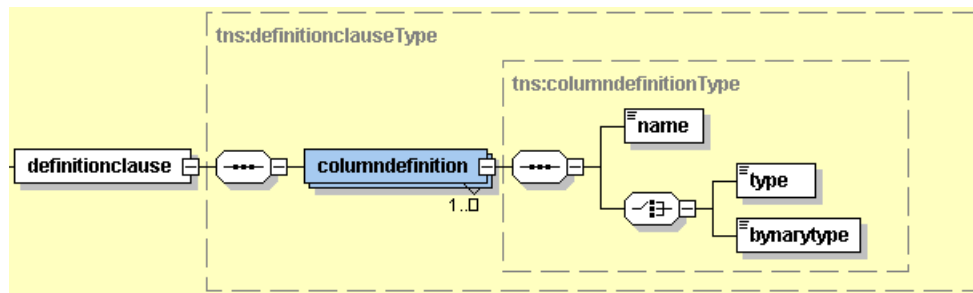 tns:definitionclauseType
tns:columndefinitionType
name
definitionclause
columndefinition
type
1..□
bynarytype